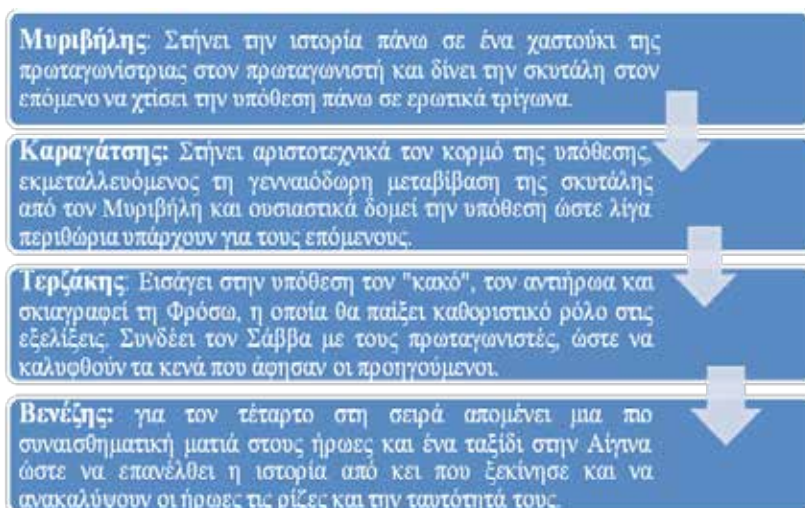 Μυριβήλης: Στήνει την ιστορία πάνω σε ένα χαστούκι της
πρωταγωνίστριας στον πρωταγωνιστή και δίνει την σκυτάλη στον
επόμενο να χτίσει την υπόθεση πάνω σε ερωτικά τρίγωνα.
Καραγάτσης: Στήνει αριστοτεχνικά τον κορμό της υπόθεσης,
εκμεταλλευόμενος τη γενναιόδωρη μεταβίβαση της σκυτάλης
από τον Μυριβήλη και ουσιαστικά δομεί την υπόθεση ώστε λίγα
περιθώρια υπάρχουν για τους επόμενους.
Τερζάκης: Εισάγει στην υπόθεση τον "κακό", τον αντιήρωα και
σκιαγραφεί τη Φρόσω, η οποία θα παίξει καθοριστικό ρόλο στις
εξελίξεις. Συνδέει τον Σάββα με τους πρωταγωνιστές, ώστε να
καλυφθούν τα κενά που άφησαν οι προηγούμενοι.
Βενέζης: για τον τέταρτο στη σειρά απομένει μια πιο
συναισθηματική ματιά στους ήρωες και ένα ταξίδι στην Αίγινα
ώστε να επανέλθει η ιστορία από κει που ξεκίνησε και να
ανακαλύψουν οι ήρωες τις ρίζες και την ταυτότητά τους.